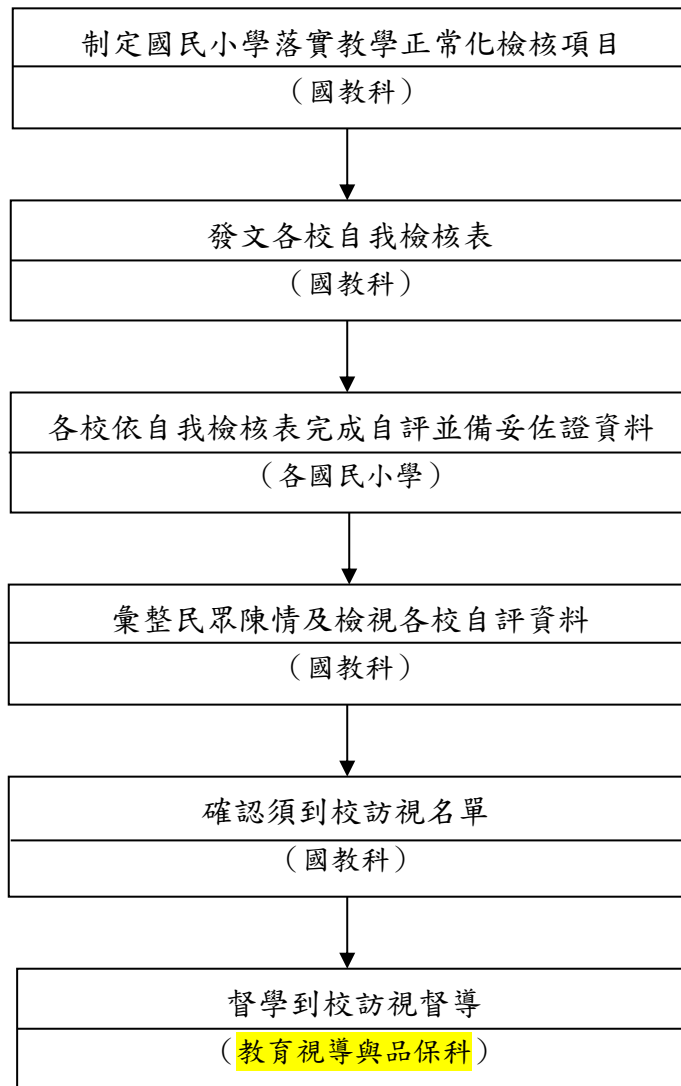 制定國民小學落實教學正常化檢核項目
（國教科）
發文各校自我檢核表
（國教科）
各校依自我檢核表完成自評並備妥佐證資料
（各國民小學）
彙整民眾陳情及檢視各校自評資料
（國教科）
確認須到校訪視名單
（國教科）
督學到校訪視督導
（教育視導與品保科）